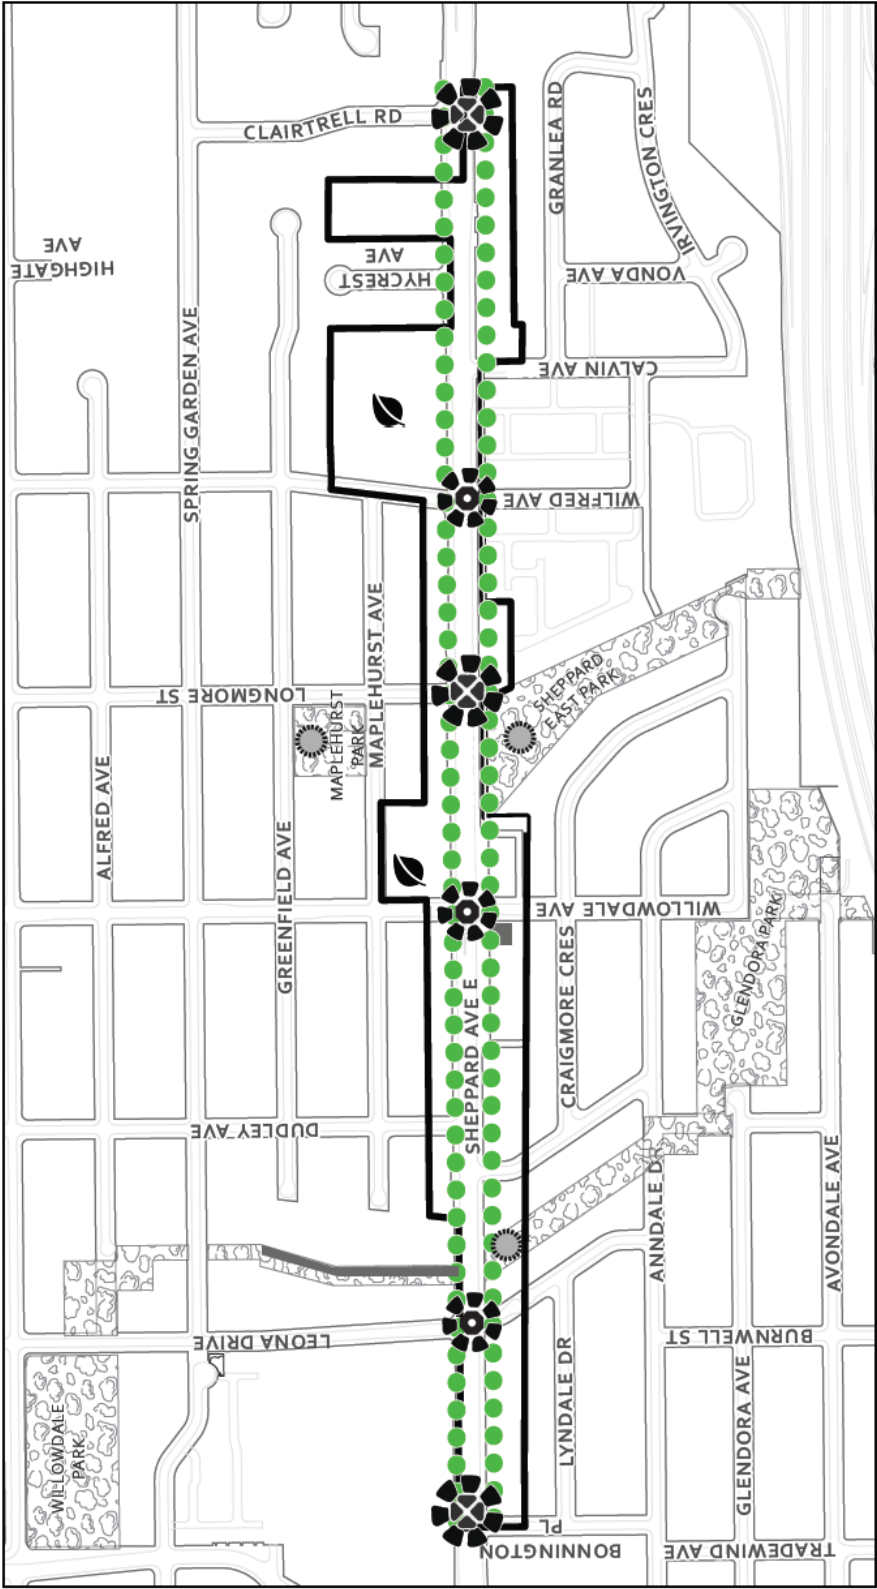 CLAIRTRELL RD
GRANLEA RD
IRVINGTON CRES
HIGHGATE
AVE
HYCREST
AVE
VONDA AVE
SPRING GARDEN AVE
CALVIN AVE
WILFRED AVE
MAPLEHURST AVE
LONGMORE ST
MAPLEHURST
PARK
SHEPPARD
EAST PARK
ALFRED AVE
GREENFIELD AVE
WILLOWDALE AVE
GLENDORA PARK
CRAIGMORE CRES
SHEPPARD AVE E
DUDLEY AVE
ANNDALE DR
AVONDALE AVE
LEONA DRIVE
BURNWELL ST
LYNDALE DR
GLENDORA AVE
WILLOWDALE
PARK
BONNINGTON
PL
TRADEWIND AVE